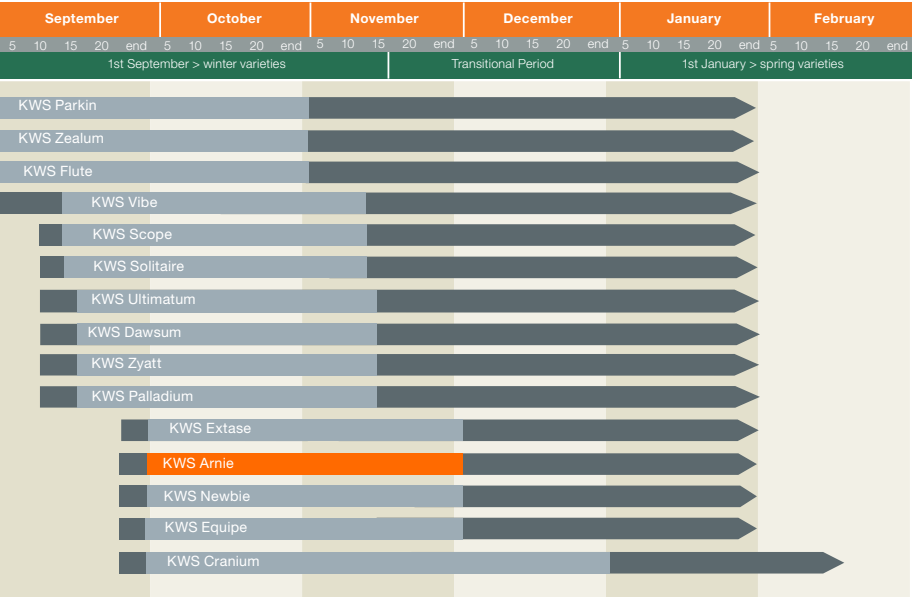 September October November December January February
5 10 15 20 end 5 10 15 20 end 5 10 15 20 end 5 10 15 20 end 5 10 15 20 end 5 10 15 20 end
1st September > winter varieties Transitional Period 1st January > spring varieties
KWS Parkin
KWS Zealum
KWS Flute
KWS Vibe
KWS Scope
KWS Solitaire
KWS Ultimatum
KWS Dawsum
KWS Zyatt
KWS Palladium
KWS Extase
KWS Arnie
KWS Newbie
KWS Equipe
KWS Cranium